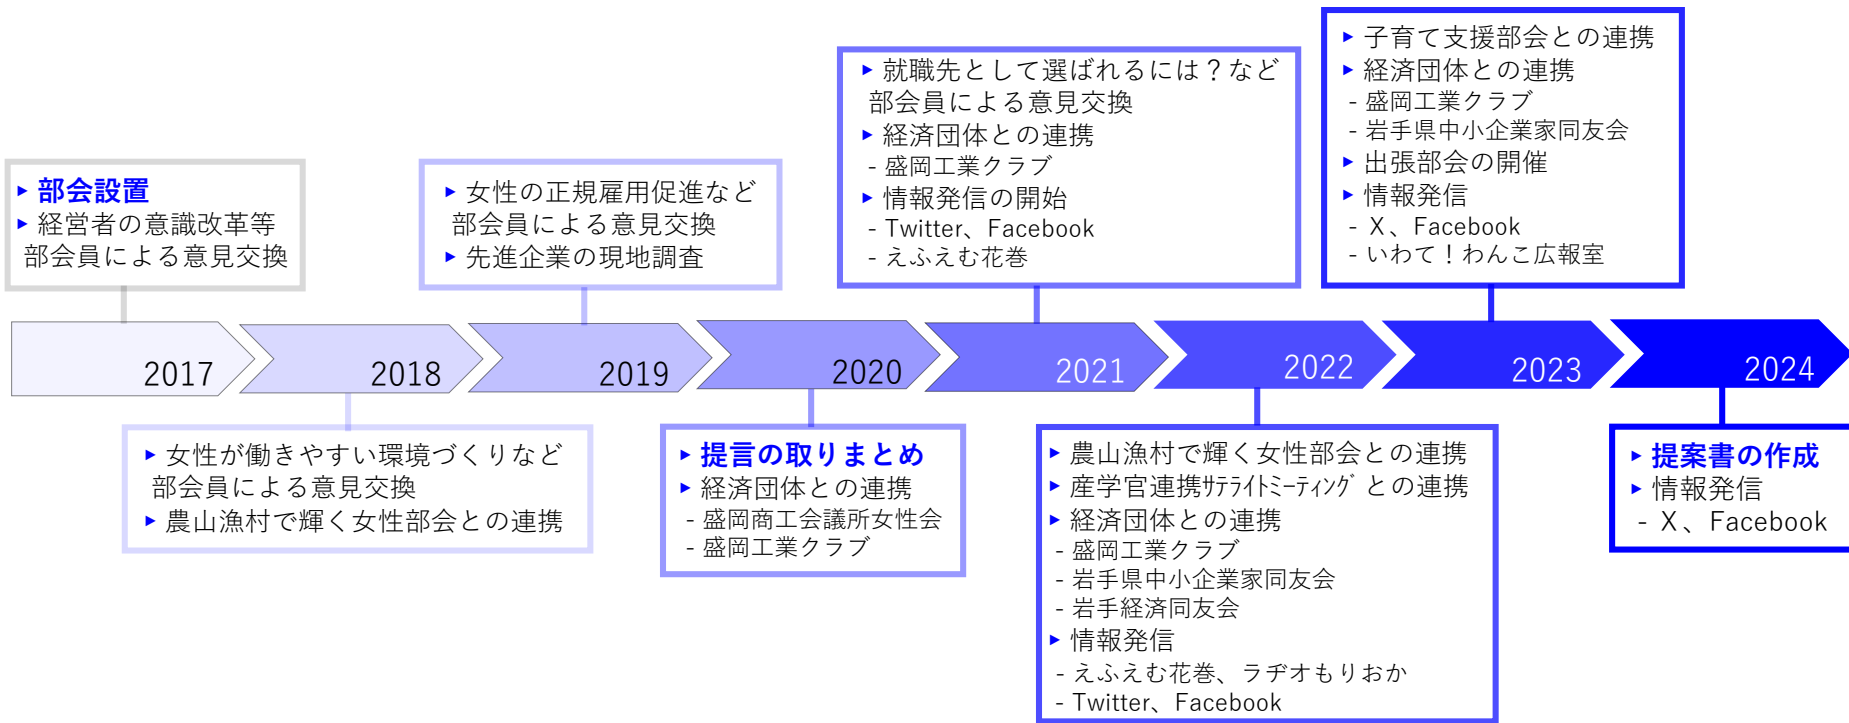 ▸ 部会設置
▸ 経営者の意識改革等
部会員による意見交換
2017
2018
▸ 女性が働きやすい環境づくりなど
部会員による意見交換
▸ 農山漁村で輝く女性部会との連携
▸ 女性の正規雇用促進など
部会員による意見交換
▸ 先進企業の現地調査
2019
2020
▸ 提言の取りまとめ
▸ 経済団体との連携
- 盛岡商工会議所女性会
- 盛岡工業クラブ
▸ 就職先として選ばれるには？など
部会員による意見交換
▸ 経済団体との連携
- 盛岡工業クラブ
▸ 情報発信の開始
- Twitter、Facebook
- えふえむ花巻
2021
2022
▸ 農山漁村で輝く女性部会との連携
▸ 産学官連携ｻﾃﾗｲﾄﾐｰﾃｨﾝｸﾞとの連携
▸ 経済団体との連携
- 盛岡工業クラブ
- 岩手県中小企業家同友会
- 岩手経済同友会
▸ 情報発信
- えふえむ花巻、ラヂオもりおか
- Twitter、Facebook
▸ 子育て支援部会との連携
▸ 経済団体との連携
- 盛岡工業クラブ
- 岩手県中小企業家同友会
▸ 出張部会の開催
▸ 情報発信
- Ｘ、Facebook
- いわて！わんこ広報室
2023
2024
▸ 提案書の作成
▸ 情報発信
- Ｘ、Facebook